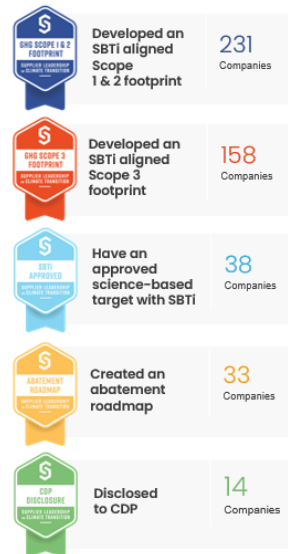 GHG SCOPE 1 & 2
FOOTPRINT
SUPPLIER LEADERSHIP
ON CLIMATE TRANSITION
Developed an
SBTi aligned
Scope
1 & 2 footprint
231
Companies
GHG SCOPE 3
FOOTPRINT
SUPPLIER LEADERSHIP
ON CLIMATE TRANSITION
Developed an
SBTi aligned
Scope 3
footprint
158
Companies
SBTI
APPROVED
SUPPLIER LEADERSHIP
ON CLIMATE TRANSITION
Have an
approved
science-based
target with SBTi
38
Companies
ABATEMENT
ROADMAP
SUPPLIER LEADERSHIP
ON CLIMATE TRANSITION
Created an
abatement
roadmap
33
Companies
CDP
DISCLOSURE
SUPPLIER LEADERSHIP
ON CLIMATE TRANSITION
Disclosed
to CDP
14
Companies